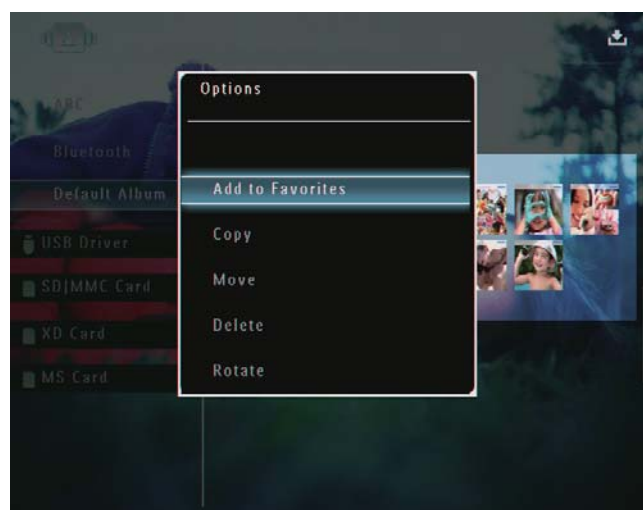 ABC
Bluetooth
Default Album
USB Driver
SD|MMC Card
XD Card
MS Card
Options
Add to Favorites
Copy
Move
Delete
Rotate